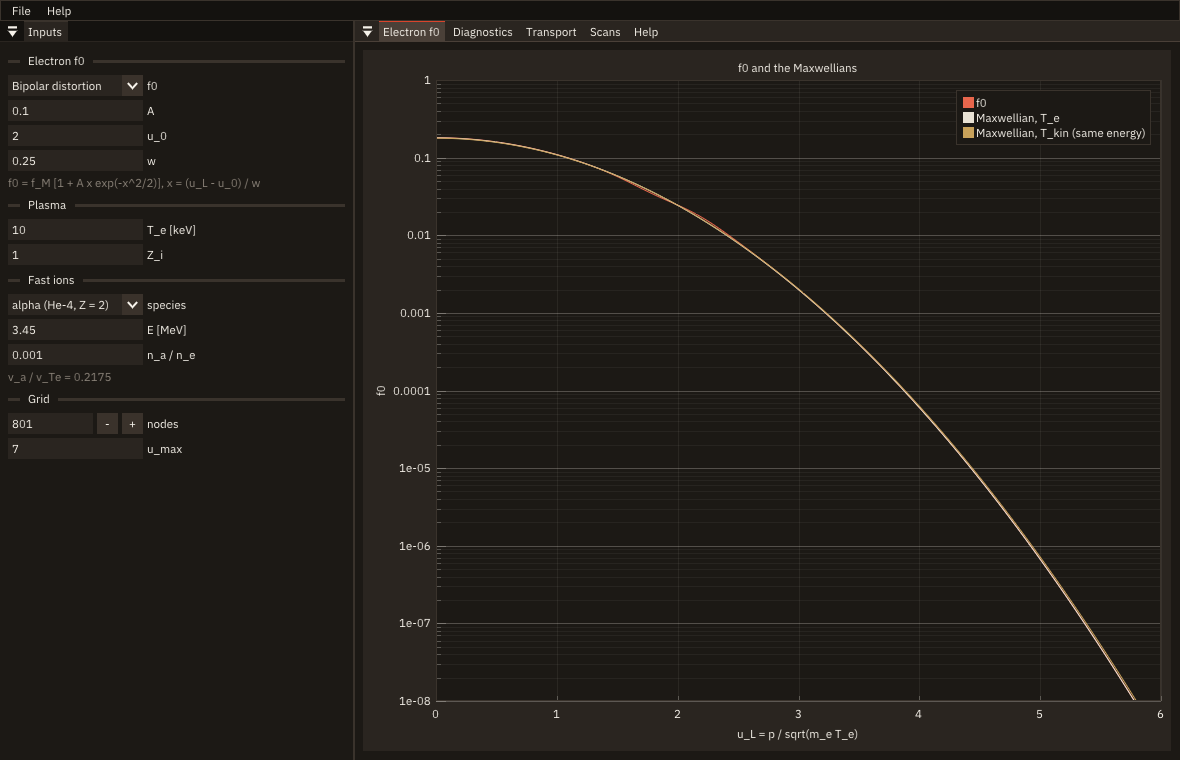 File Help
Inputs
Electron f0
Bipolar distortion f0
0.1 A
2 u_0
0.25 w
f0 = f_M [1 + A x exp(-x^2/2)], x = (u_L - u_0) / w
Plasma
10 T_e [keV]
1 Z_i
Fast ions
alpha (He-4, Z = 2) species
3.45 E [MeV]
0.001 n_a / n_e
v_a / v_Te = 0.2175
Grid
801 - + nodes
7 u_max
Electron f0 Diagnostics Transport Scans Help
f0 and the Maxwellians
f0
Maxwellian, T_e
Maxwellian, T_kin (same energy)
f0
1
0.1
0.01
0.001
0.0001
1e-05
1e-06
1e-07
1e-08
0 1 2 3 4 5 6
u_L = p / sqrt(m_e T_e)